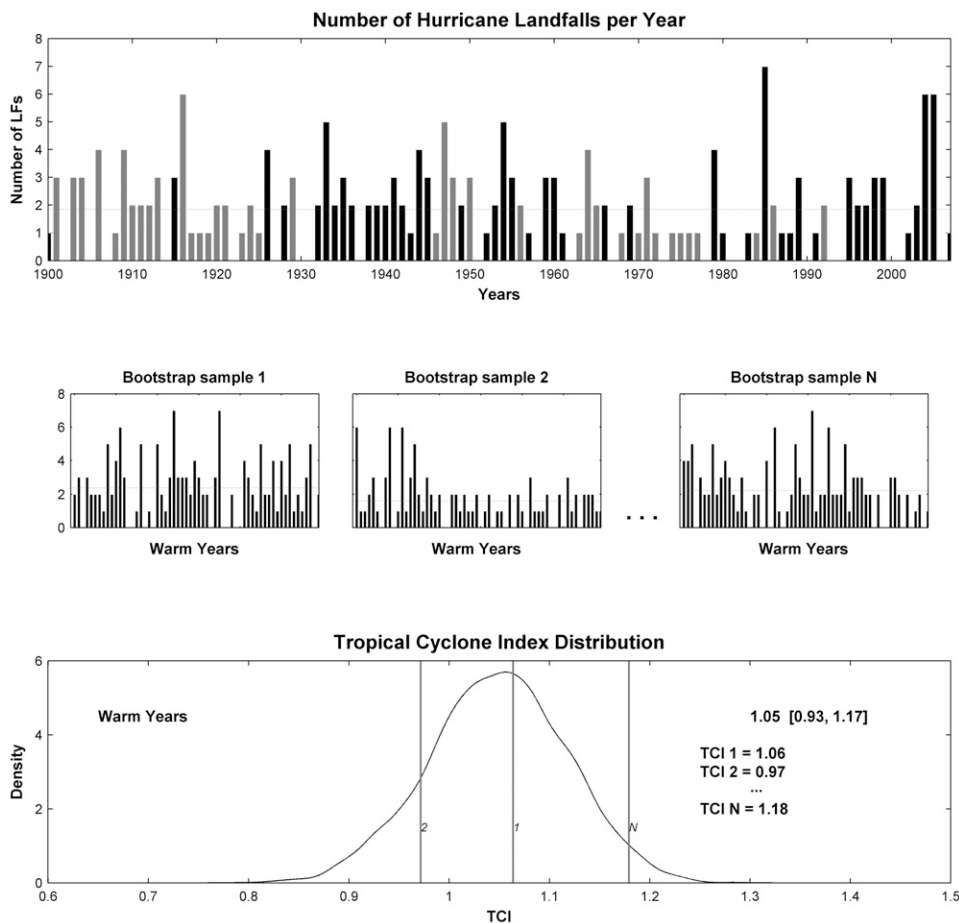 Number of Hurricane Landfalls per Year
8
7
6
5
4
3
2
1
0
Number of LFs
1900 1910 1920 1930 1940 1950 1960 1970 1980 1990 2000
Years
Bootstrap sample 1 Bootstrap sample 2 Bootstrap sample N
8
6
4
2
0
. . .
Warm Years Warm Years Warm Years
Tropical Cyclone Index Distribution
6
4
2
0
Density
Warm Years 1.05 [0.93, 1.17]
TCI 1 = 1.06
TCI 2 = 0.97
...
TCI N = 1.18
2 1 N
0.6 0.7 0.8 0.9 1 1.1 1.2 1.3 1.4 1.5
TCI